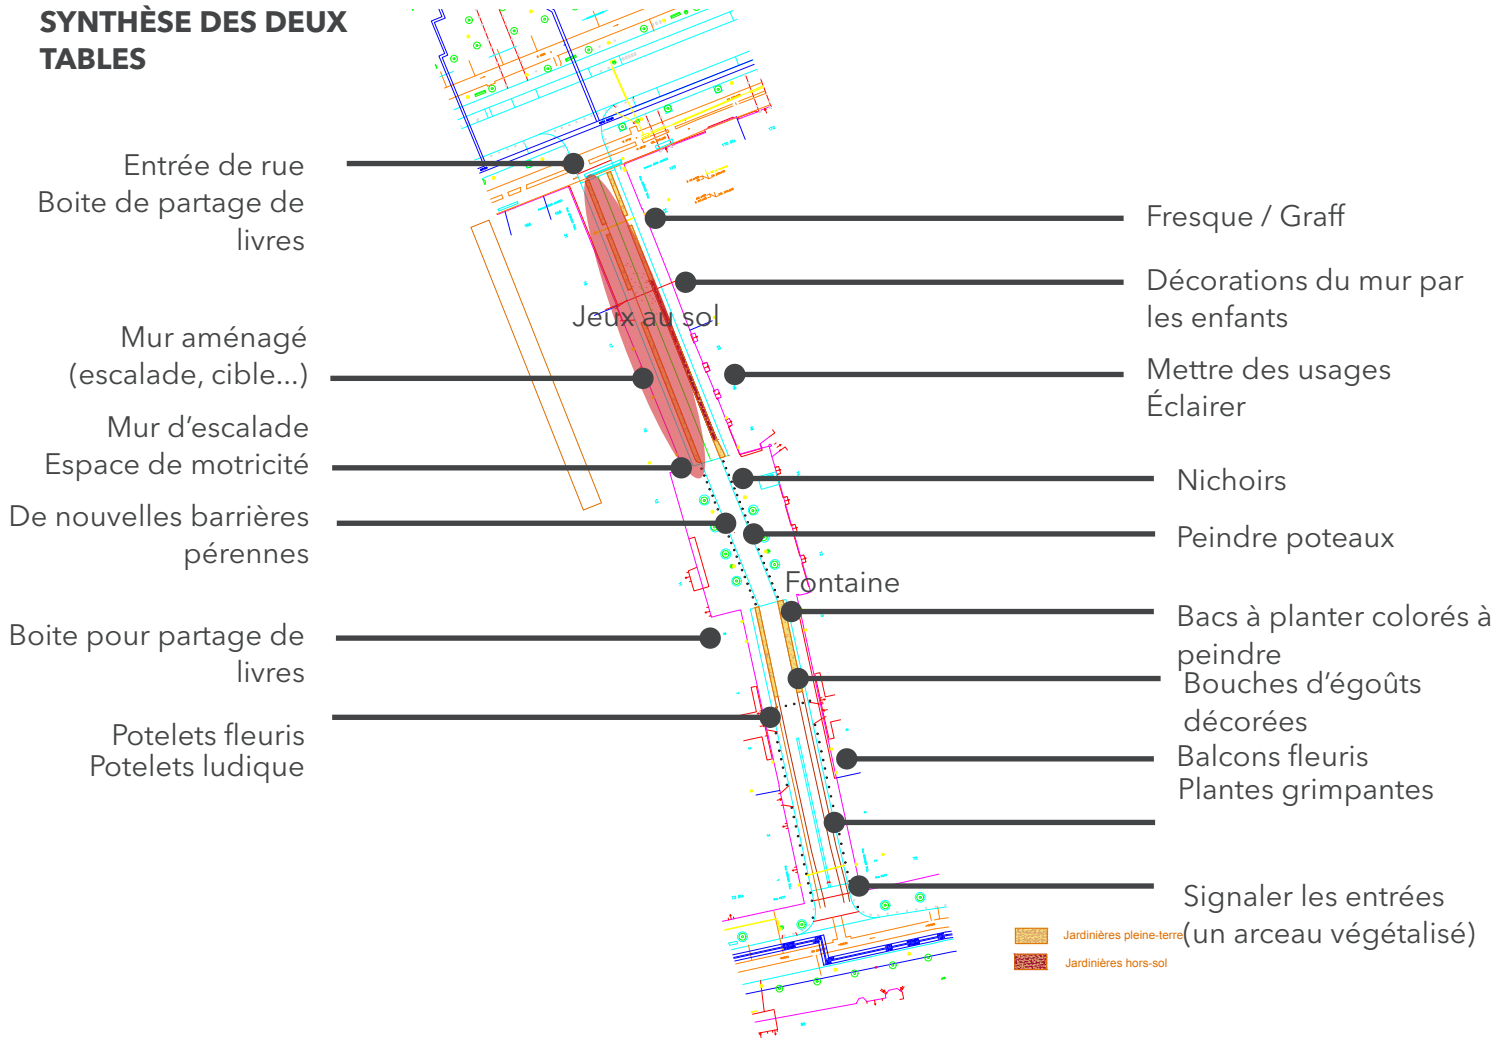 SYNTHÈSE DES DEUX
TABLES
Entrée de rue
Boite de partage de
livres
Mur aménagé
(escalade, cible...)
Mur d’escalade
Espace de motricité
De nouvelles barrières
pérennes
Boite pour partage de
livres
Potelets fleuris
Potelets ludique
Jeux au sol
Fontaine
Fresque / Graff
Décorations du mur par
les enfants
Mettre des usages
Éclairer
Nichoirs
Peindre poteaux
Bacs à planter colorés à
peindre
Bouches d’égoûts
décorées
Balcons fleuris
Plantes grimpantes
Signaler les entrées
(un arceau végétalisé)
Jardinières pleine-terre
Jardinières hors-sol